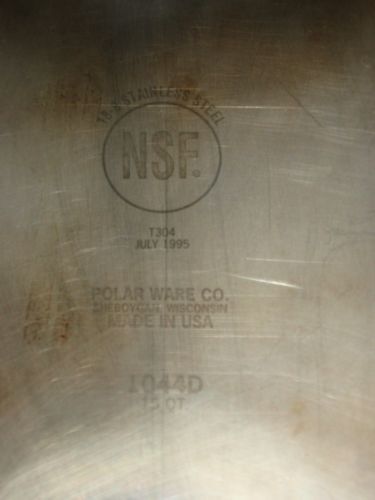 18-8 STAINLESS STEEL
NSF.
T304
JULY 1995
POLAR WARE CO.
SHEBOYGAN, WISCONSIN
MADE IN USA
1044D
15 QT